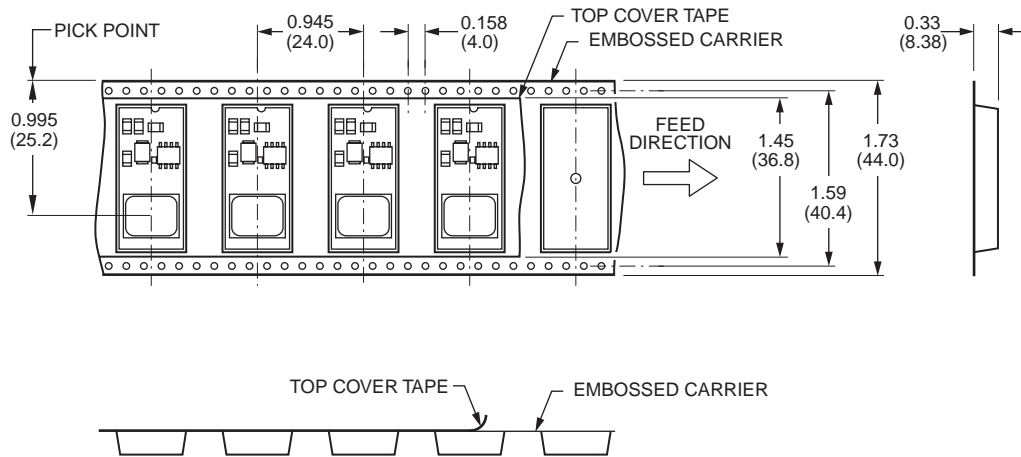 PICK POINT
0.945
(24.0)
0.158
(4.0)
TOP COVER TAPE
EMBOSSED CARRIER
0.33
(8.38)
0.995
(25.2)
FEED
DIRECTION
1.45
(36.8)
1.73
(44.0)
1.59
(40.4)
TOP COVER TAPE
EMBOSSED CARRIER